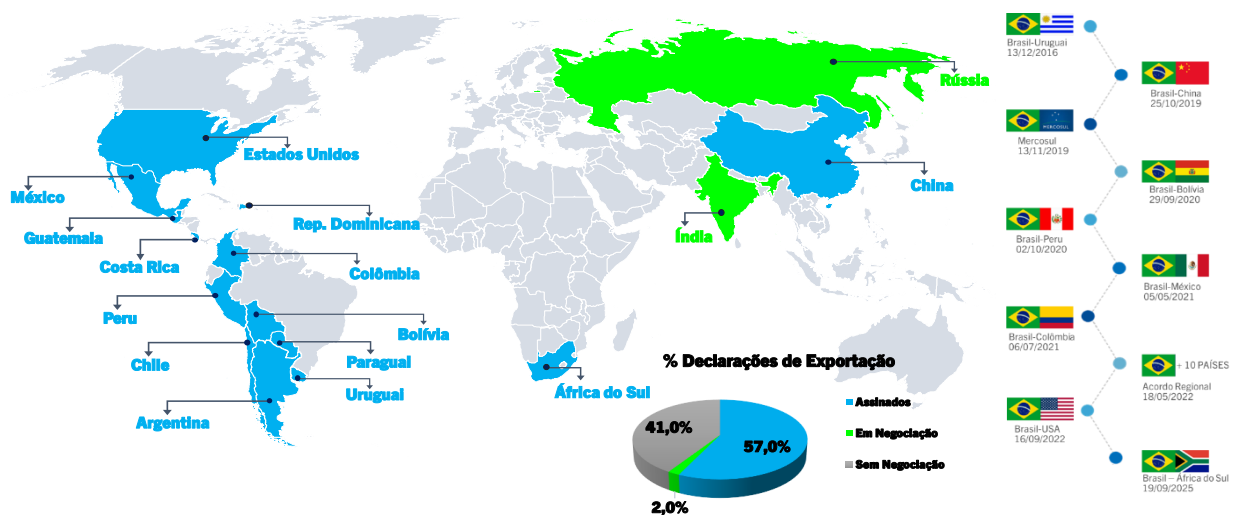 Rússia
Estados Unidos
México
China
Guatemala
Rep. Dominicana
Índia
Costa Rica
Colômbia
Peru
Bolívia
Chile
Paraguai
Uruguai
África do Sul
Argentina
% Declarações de Exportação
Assinados
Em Negociação
Sem Negociação
41,0%
57,0%
2,0%
Brasil-Uruguai
13/12/2016
Brasil-China
25/10/2019
MERCOSUL
Mercosul
13/11/2019
Brasil-Bolívia
29/09/2020
Brasil-Peru
02/10/2020
Brasil-México
05/05/2021
Brasil-Colômbia
06/07/2021
+ 10 PAÍSES
Acordo Regional
18/05/2022
Brasil-USA
16/09/2022
Brasil – África do Sul
19/09/2025